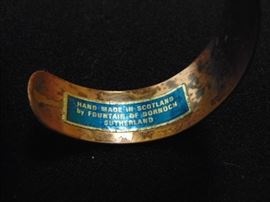 HAND MADE IN SCOTLAND
by FOUNTAIN OF DORNOCH
SUTHERLAND